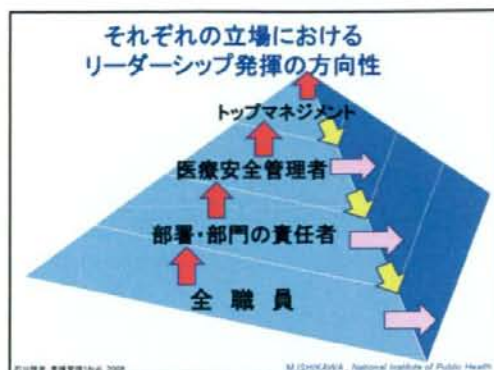 それぞれの立場における
リーダーシップ発揮の方向性
トップマネジメント
医療安全管理者
部署・部門の責任者
全 職 員
2008
M.ISHIKAWA , National Institute of Public Health